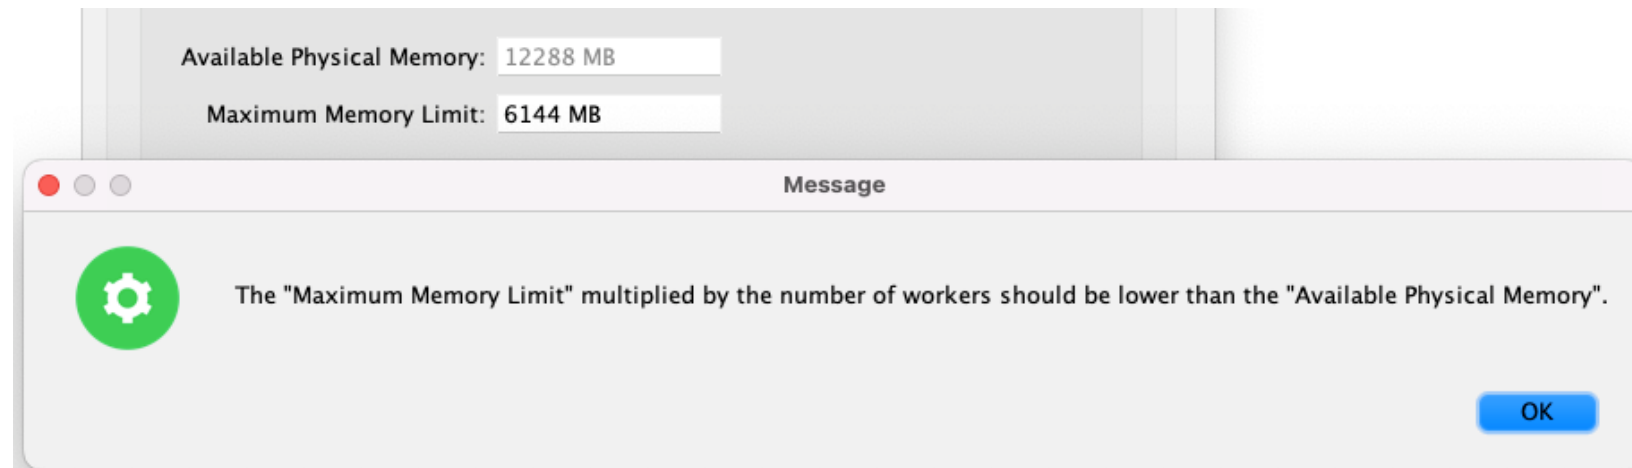 Available Physical Memory: 12288 MB
Maximum Memory Limit: 6144 MB
Message
The "Maximum Memory Limit" multiplied by the number of workers should be lower than the "Available Physical Memory".
OK